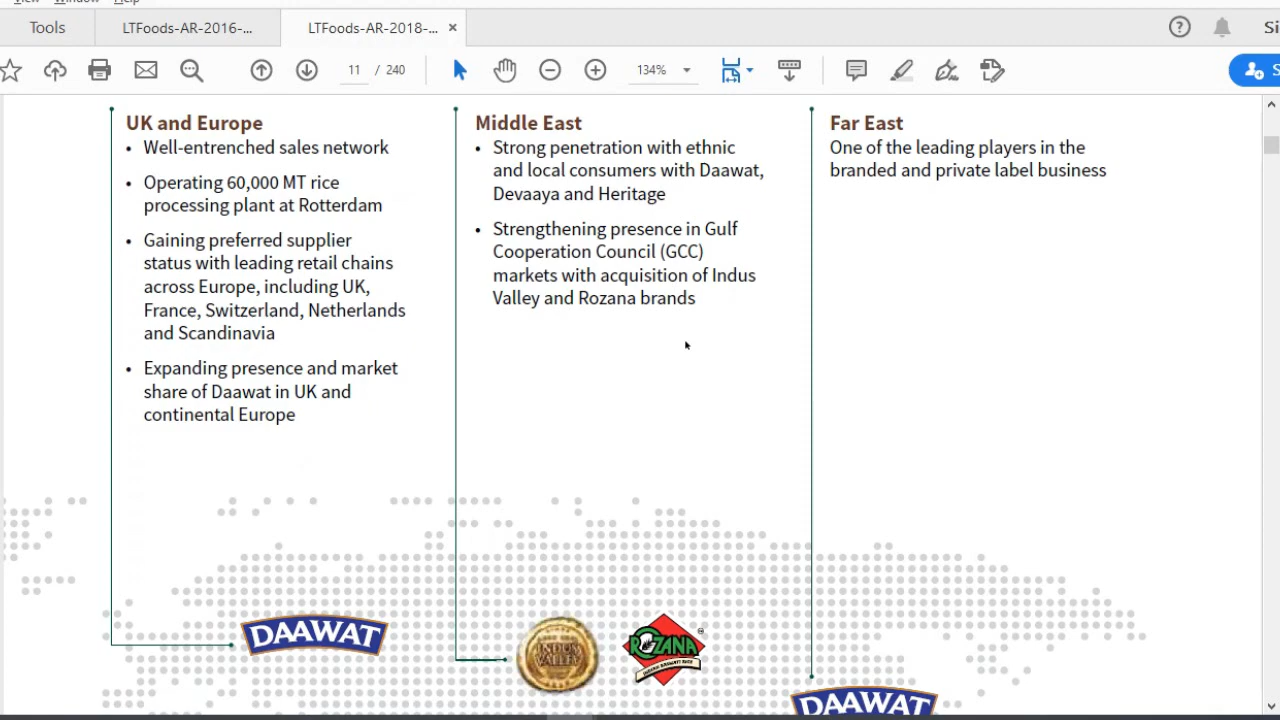 Tools
LTFoods-AR-2016-...
LTFoods-AR-2018-...
11 / 240
134%
UK and Europe
• Well-entrenched sales network
• Operating 60,000 MT rice
processing plant at Rotterdam
• Gaining preferred supplier
status with leading retail chains
across Europe, including UK,
France, Switzerland, Netherlands
and Scandinavia
• Expanding presence and market
share of Daawat in UK and
continental Europe
Middle East
• Strong penetration with ethnic
and local consumers with Daawat,
Devaaya and Heritage
• Strengthening presence in Gulf
Cooperation Council (GCC)
markets with acquisition of Indus
Valley and Rozana brands
Far East
One of the leading players in the
branded and private label business
DAAWAT
INDUS
VALLEY
ROZANA
DAAWAT